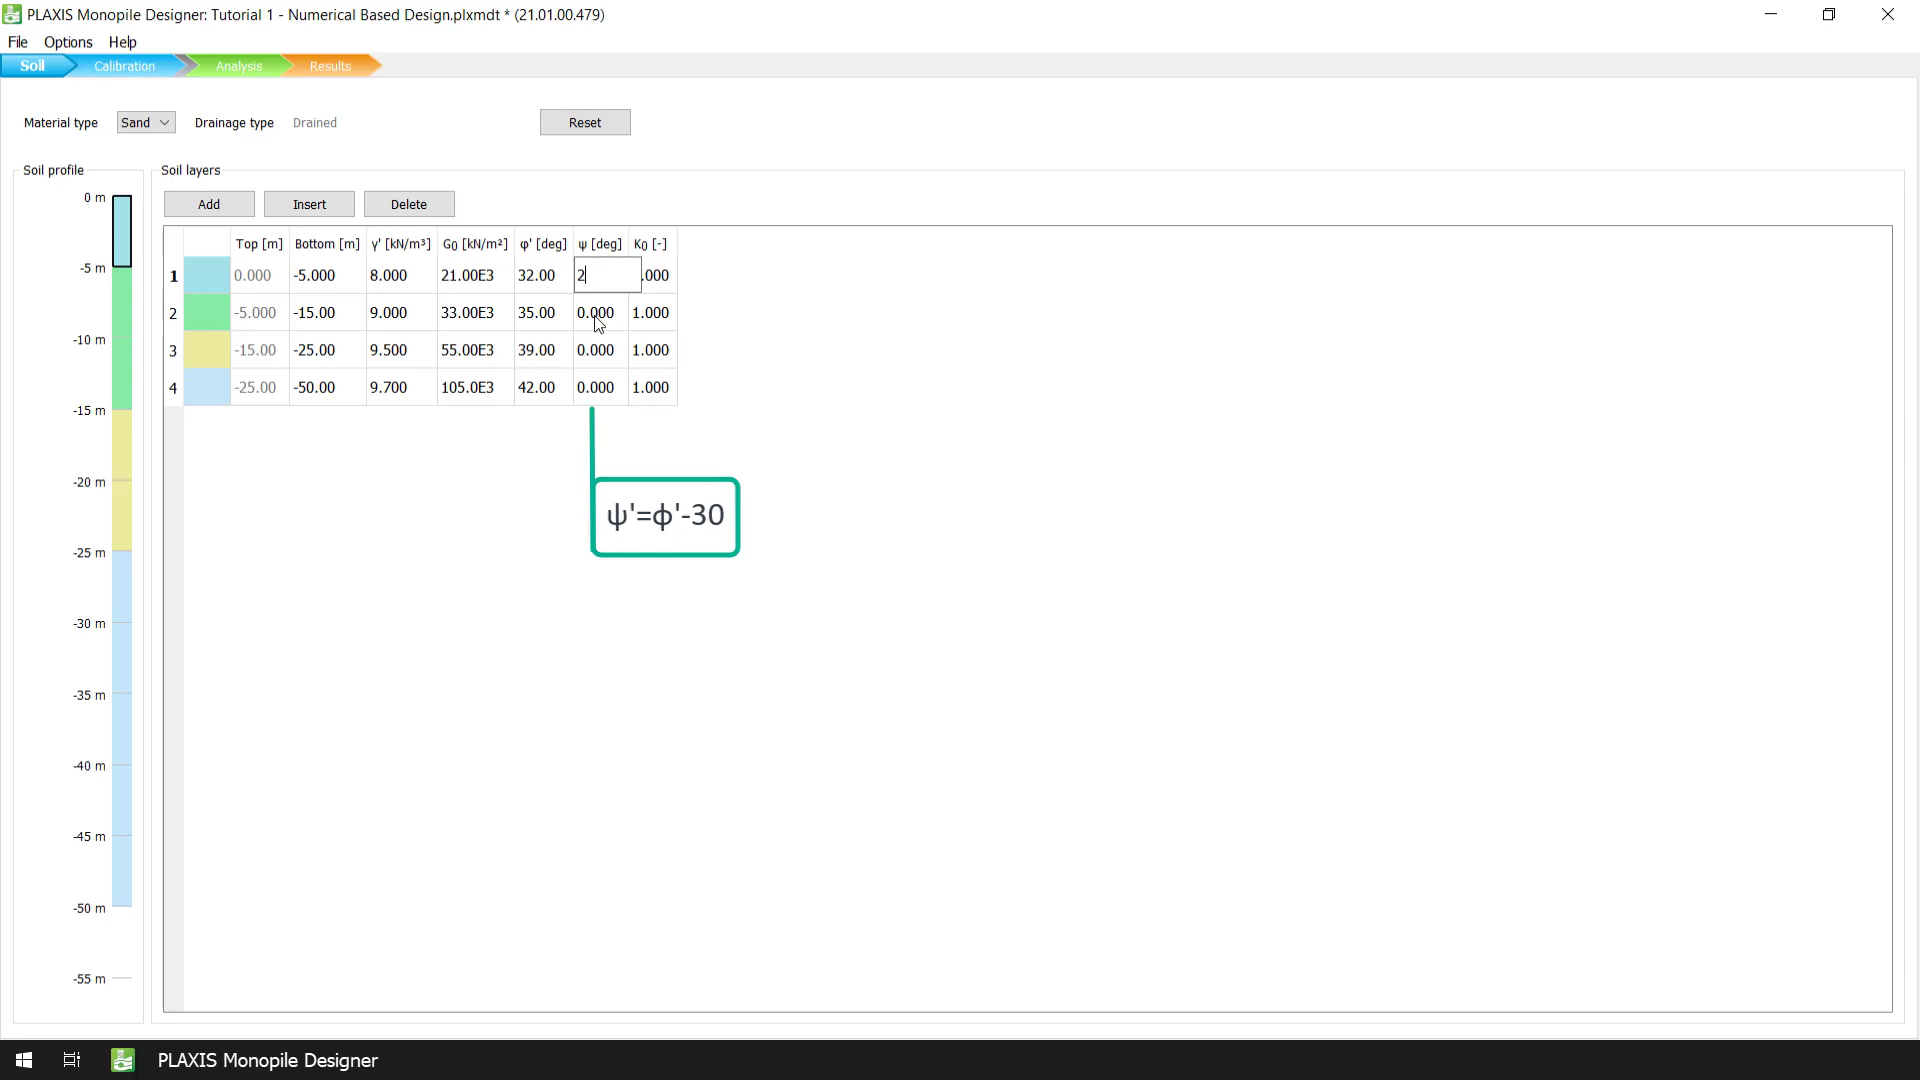 PLAXIS Monopile Designer: Tutorial 1 - Numerical Based Design.plxmdt * (21.01.00.479)
File Options Help
Soil Calibration Analysis Results
Material type Sand Drainage type Drained Reset
Soil profile
0 m
-5 m
-10 m
-15 m
-20 m
-25 m
-30 m
-35 m
-40 m
-45 m
-50 m
-55 m
Soil layers
Add Insert Delete
Top [m] Bottom [m] γ' [kN/m³] G₀ [kN/m²] φ' [deg] ψ [deg] K₀ [-]
1 0.000 -5.000 8.000 21.00E3 32.00 2 .000
2 -5.000 -15.00 9.000 33.00E3 35.00 0.000 1.000
3 -15.00 -25.00 9.500 55.00E3 39.00 0.000 1.000
4 -25.00 -50.00 9.700 105.0E3 42.00 0.000 1.000
ψ'=ϕ'-30
PLAXIS Monopile Designer